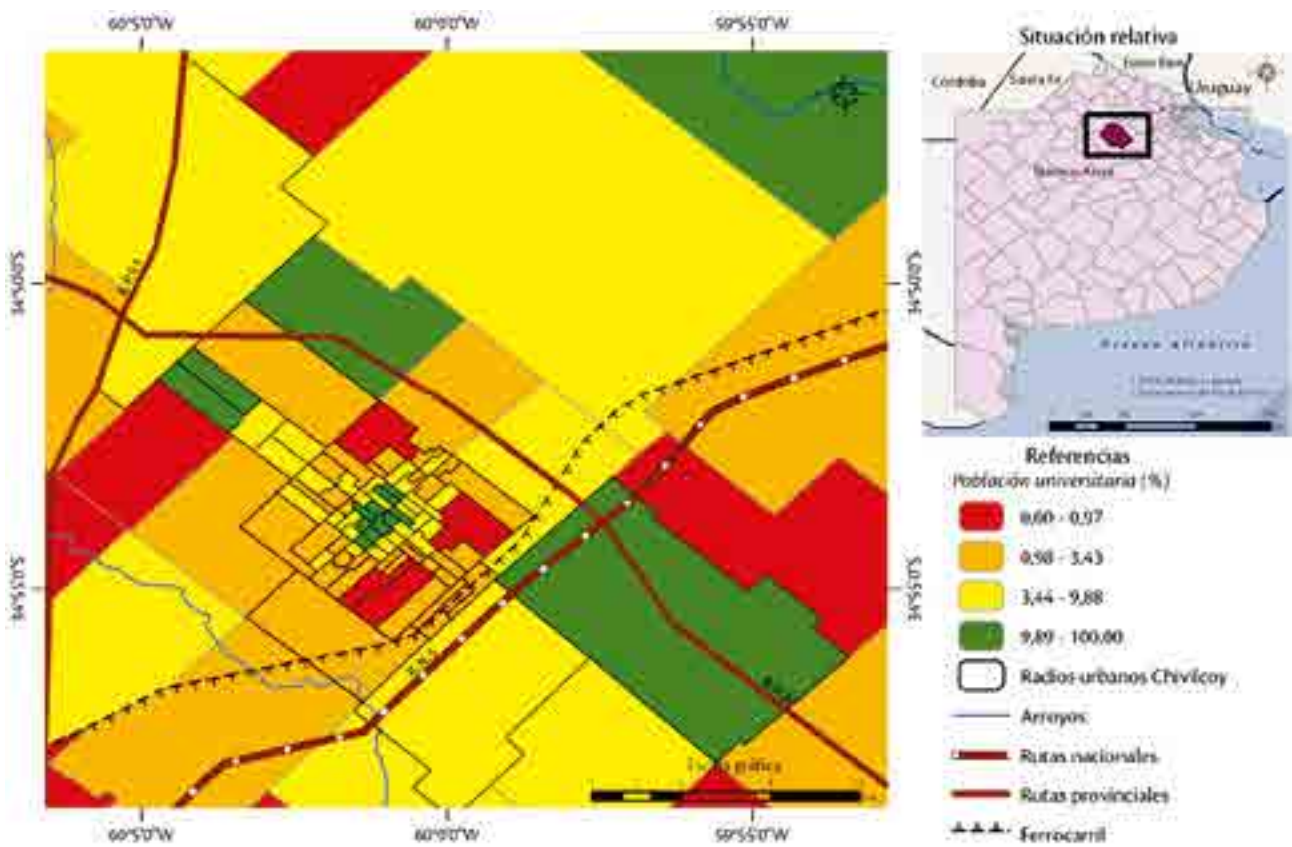 60°5'0"W 60°0'0"W 59°55'0"W
Situación relativa
Entre Ríos
Córdoba
Santa Fe
Uruguay
Buenos Aires
Océano Atlántico
34°50'0"S
34°50'0"S
34°55'0"S
34°55'0"S
R.N.5
Escala gráfica
60°5'0"W 60°0'0"W 59°55'0"W
Referencias
Población universitaria (%)
0,00 - 0,97
0,98 - 3,43
3,44 - 9,88
9,89 - 100,00
Radios urbanos Chivilcoy
Arroyos
Rutas nacionales
Rutas provinciales
Ferrocarril